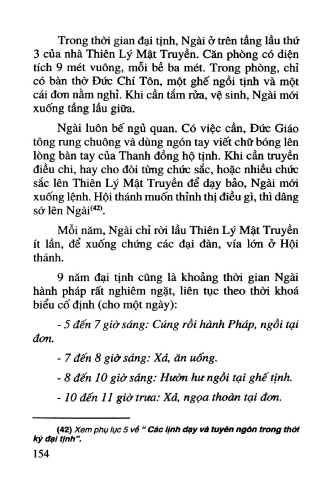 Trong thời gian đại tịnh, Ngài ở trên tầng lầu thứ
3 của nhà Thiên Lý Mật Truyền. Căn phòng có diện
tích 9 mét vuông, mỗi bề ba mét. Trong phòng, chỉ
có bàn thờ Đức Chí Tôn, một ghế ngồi tịnh và một
cái đơn nằm nghỉ. Khi cần tắm rửa, vệ sinh, Ngài mới
xuống tầng lầu giữa.
Ngài luôn bế ngũ quan. Có việc cần, Đức Giáo
tông rung chuông và dùng ngón tay viết chữ bóng lên
lòng bàn tay của Thanh đồng hộ tịnh. Khi cần truyền
điều chi, hay cho đòi từng chức sắc, hoặc nhiều chức
sắc lên Thiên Lý Mật Truyền để dạy bảo, Ngài mới
xuống lệnh. Hội thánh muốn thỉnh thị điều gì, thì dâng
sớ lên Ngài(42).
Mỗi năm, Ngài chỉ rời lầu Thiên Lý Mật Truyền
ít lần, để xuống chứng các đại đàn, vía lớn ở Hội
thánh.
9 năm đại tịnh cũng là khoảng thời gian Ngài
hành pháp rất nghiêm ngặt, liên tục theo thời khoá
biểu cố định (cho một ngày):
- 5 đến 7 giờ sáng: Cúng rồi hành Pháp, ngồi tại
đơn.
- 7 đến 8 giờ sáng: Xả, ăn uống.
- 8 đến 10 giờ sáng: Hườn hư ngồi tại ghế tịnh.
- 10 đến 11 giờ trưa: Xả, ngọa thoàn tại đơn.
(42) Xem phụ lục 5 về " Các lịnh dạy và tuyên ngôn trong thời
kỳ đại tịnh".
154